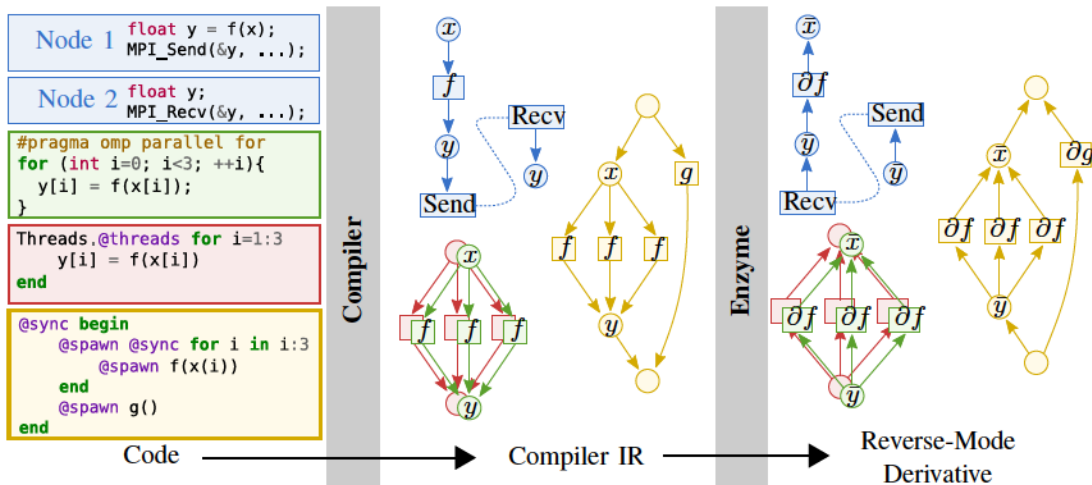 Node 1 float y = f(x);
MPI_Send(&y, ...);
Node 2 float y;
MPI_Recv(&y, ...);
#pragma omp parallel for
for (int i=0; i<3; ++i){
y[i] = f(x[i]);
}
Threads.@threads for i=1:3
y[i] = f(x[i])
end
@sync begin
@spawn @sync for i in i:3
@spawn f(x(i))
end
@spawn g()
end
Code
Compiler
x
f
y
Send
Recv
y
x
g
f f f
y
x
f f f
y
Compiler IR
Enzyme
x̄
∂f
ȳ
Recv
Send
ȳ
x̄
∂g
∂f ∂f ∂f
ȳ
x̄
∂f ∂f ∂f
ȳ
Reverse-Mode
Derivative